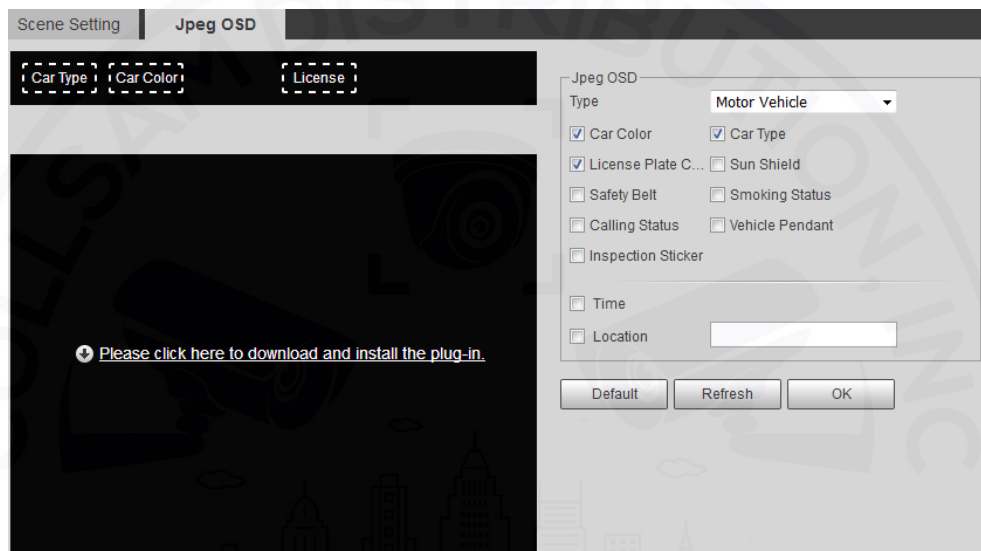 Scene Setting Jpeg OSD
Car Type Car Color License
Jpeg OSD
Type Motor Vehicle
Car Color Car Type
License Plate C... Sun Shield
Safety Belt Smoking Status
Calling Status Vehicle Pendant
Inspection Sticker
Time
Location
Please click here to download and install the plug-in.
Default Refresh OK